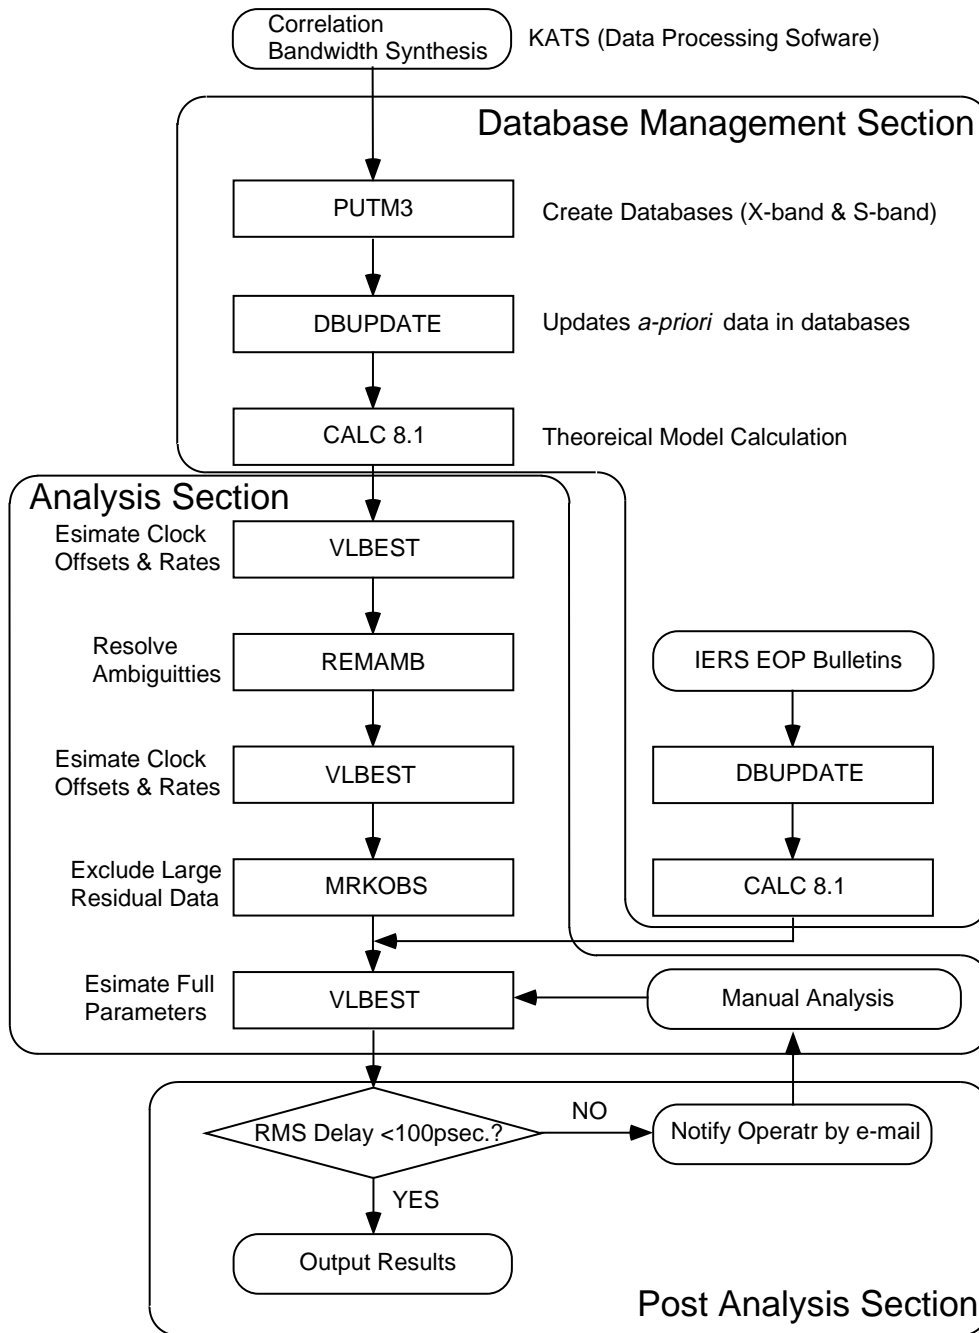 Correlation
Bandwidth Synthesis
KATS (Data Processing Sofware)
Database Management Section
PUTM3
Create Databases (X-band & S-band)
DBUPDATE
Updates a-priori data in databases
CALC 8.1
Theoreical Model Calculation
Analysis Section
Esimate Clock
Offsets & Rates
VLBEST
Resolve
Ambiguitties
REMAMB
IERS EOP Bulletins
Esimate Clock
Offsets & Rates
VLBEST
DBUPDATE
Exclude Large
Residual Data
MRKOBS
CALC 8.1
Esimate Full
Parameters
VLBEST
Manual Analysis
RMS Delay <100psec.?
NO
Notify Operatr by e-mail
YES
Output Results
Post Analysis Section